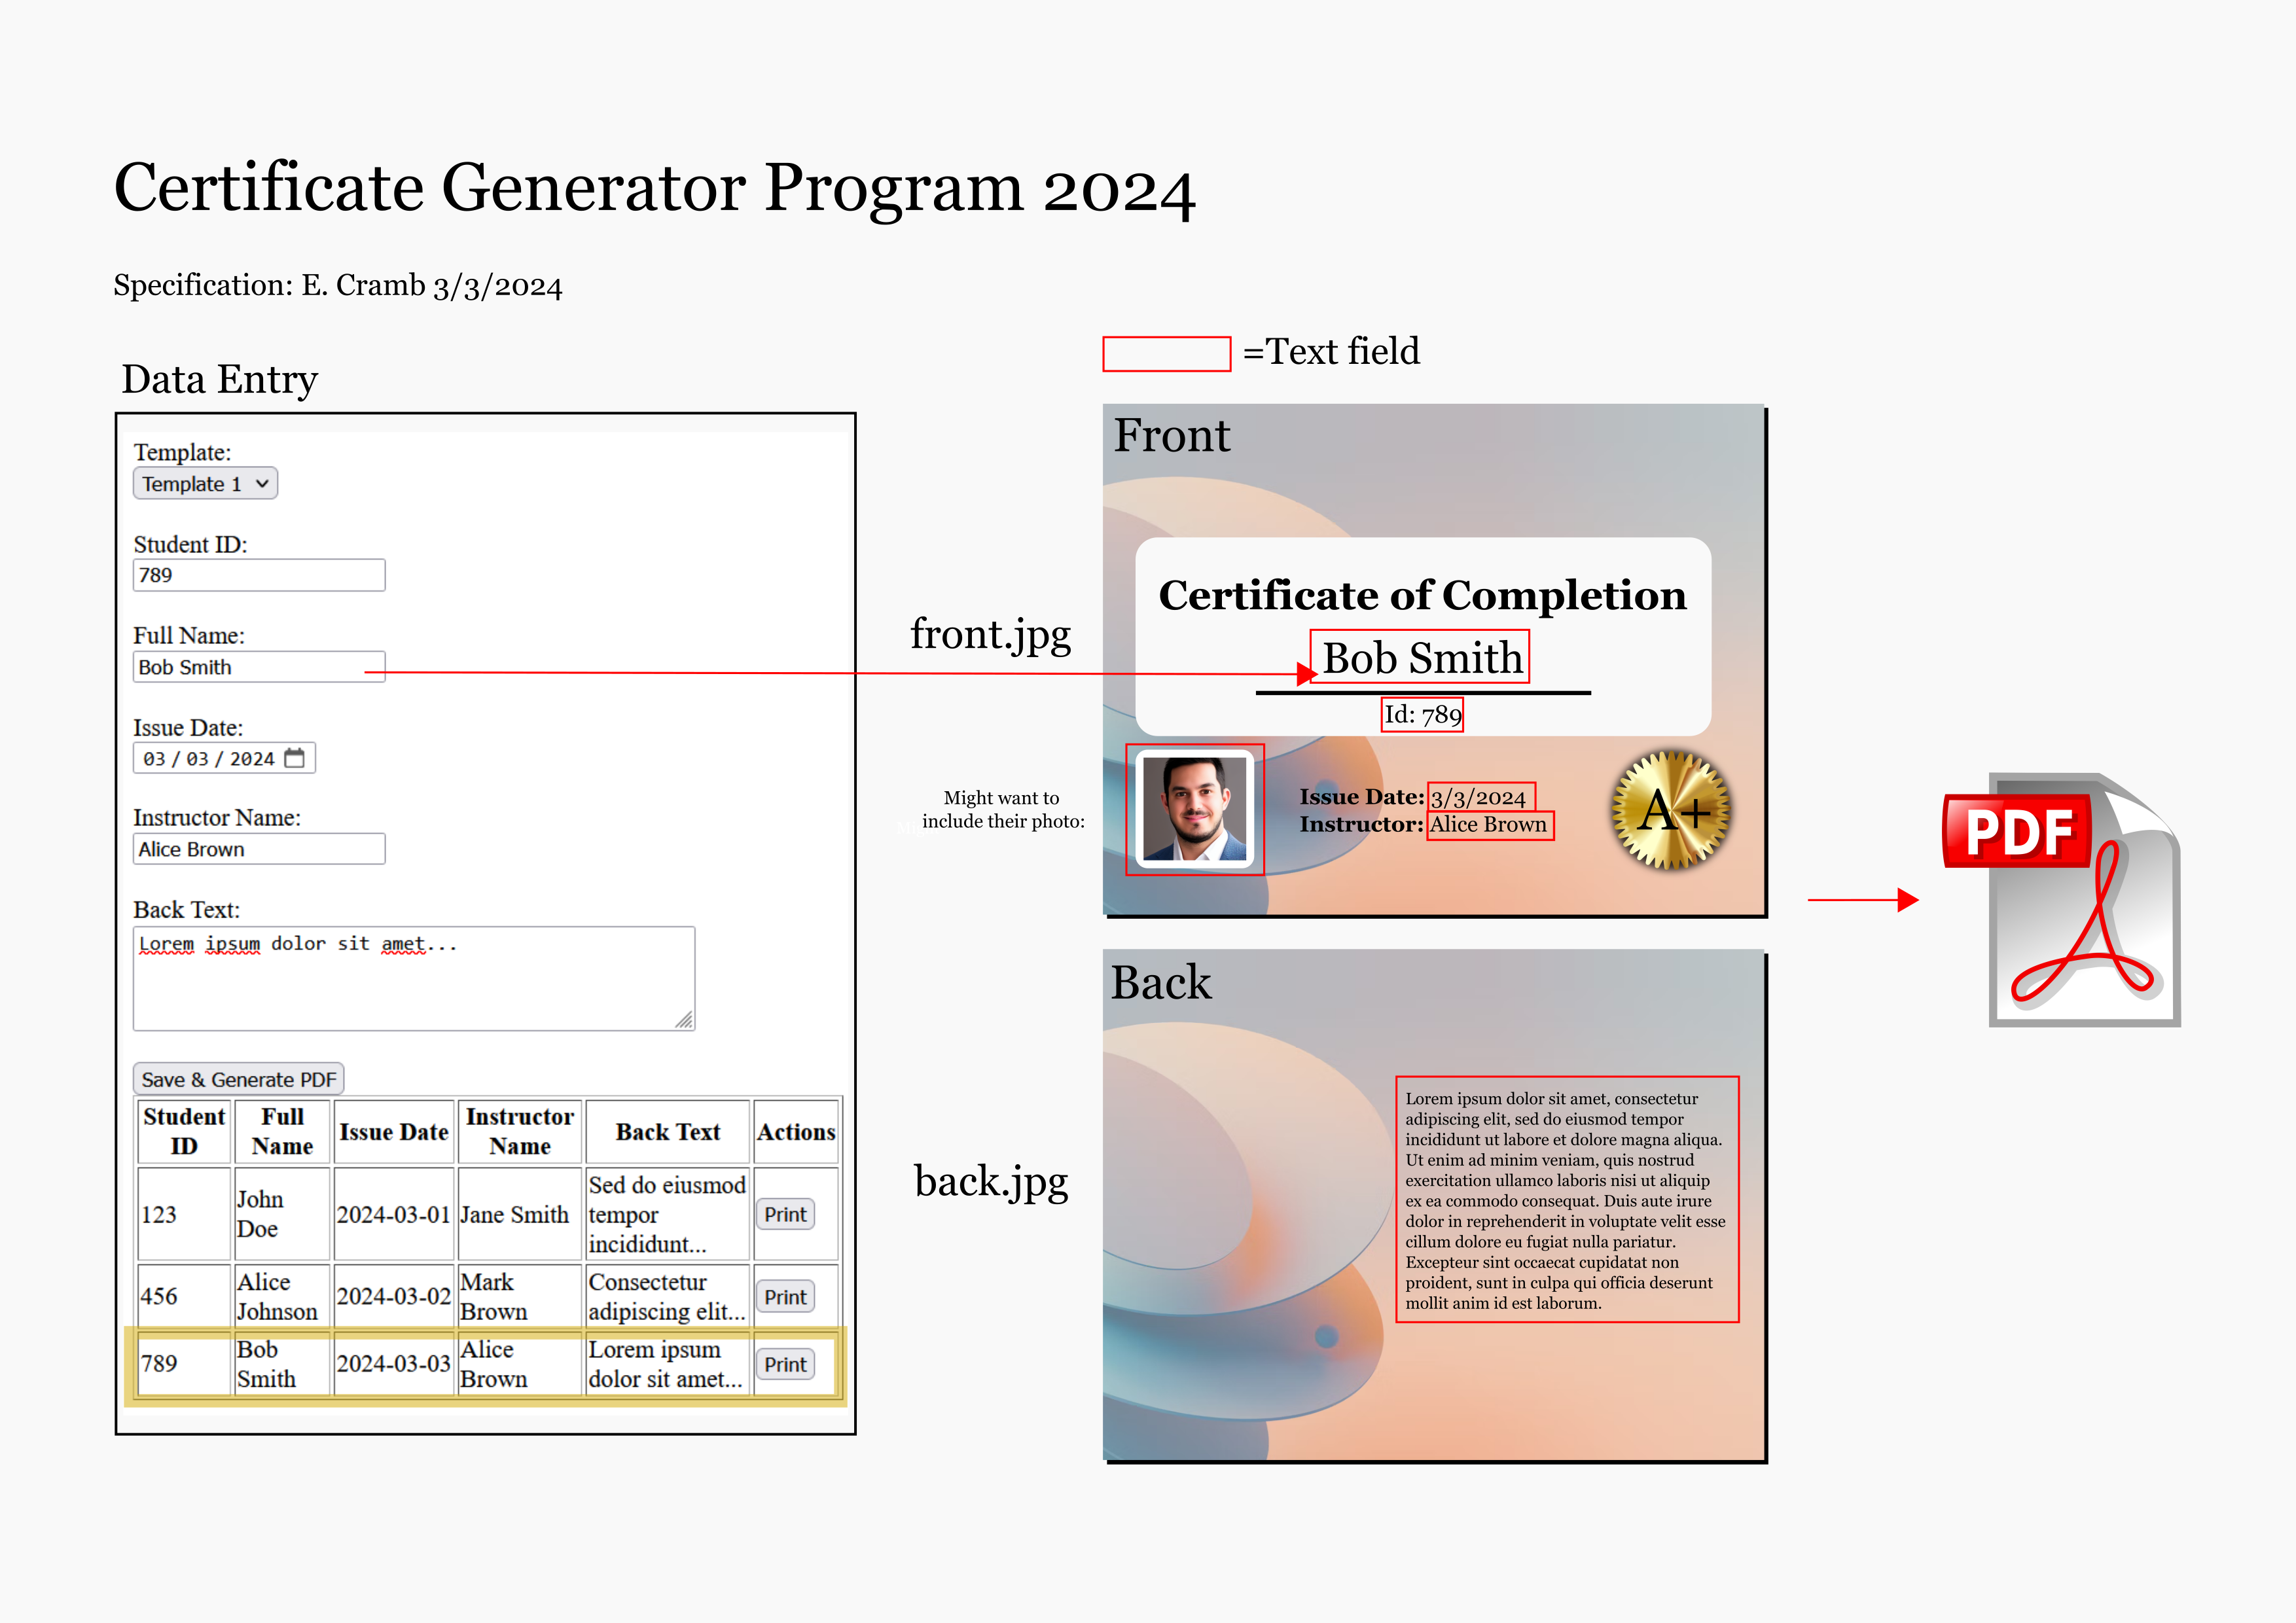 Certificate Generator Program 2024
Specification: E. Cramb 3/3/2024
Data Entry
Template:
Template 1
Student ID:
789
Full Name:
Bob Smith
Issue Date:
03 / 03 / 2024
Instructor Name:
Alice Brown
Back Text:
Lorem ipsum dolor sit amet...
Save & Generate PDF
Student ID Full Name Issue Date Instructor Name Back Text Actions
123 John Doe 2024-03-01 Jane Smith Sed do eiusmod tempor incididunt... Print
456 Alice Johnson 2024-03-02 Mark Brown Consectetur adipiscing elit... Print
789 Bob Smith 2024-03-03 Alice Brown Lorem ipsum dolor sit amet... Print
=Text field
front.jpg
Front
Certificate of Completion
Bob Smith
Id: 789
Might want to
include their photo:
Issue Date: 3/3/2024
Instructor: Alice Brown
A+
back.jpg
Back
Lorem ipsum dolor sit amet, consectetur
adipiscing elit, sed do eiusmod tempor
incididunt ut labore et dolore magna aliqua.
Ut enim ad minim veniam, quis nostrud
exercitation ullamco laboris nisi ut aliquip
ex ea commodo consequat. Duis aute irure
dolor in reprehenderit in voluptate velit esse
cillum dolore eu fugiat nulla pariatur.
Excepteur sint occaecat cupidatat non
proident, sunt in culpa qui officia deserunt
mollit anim id est laborum.
PDF